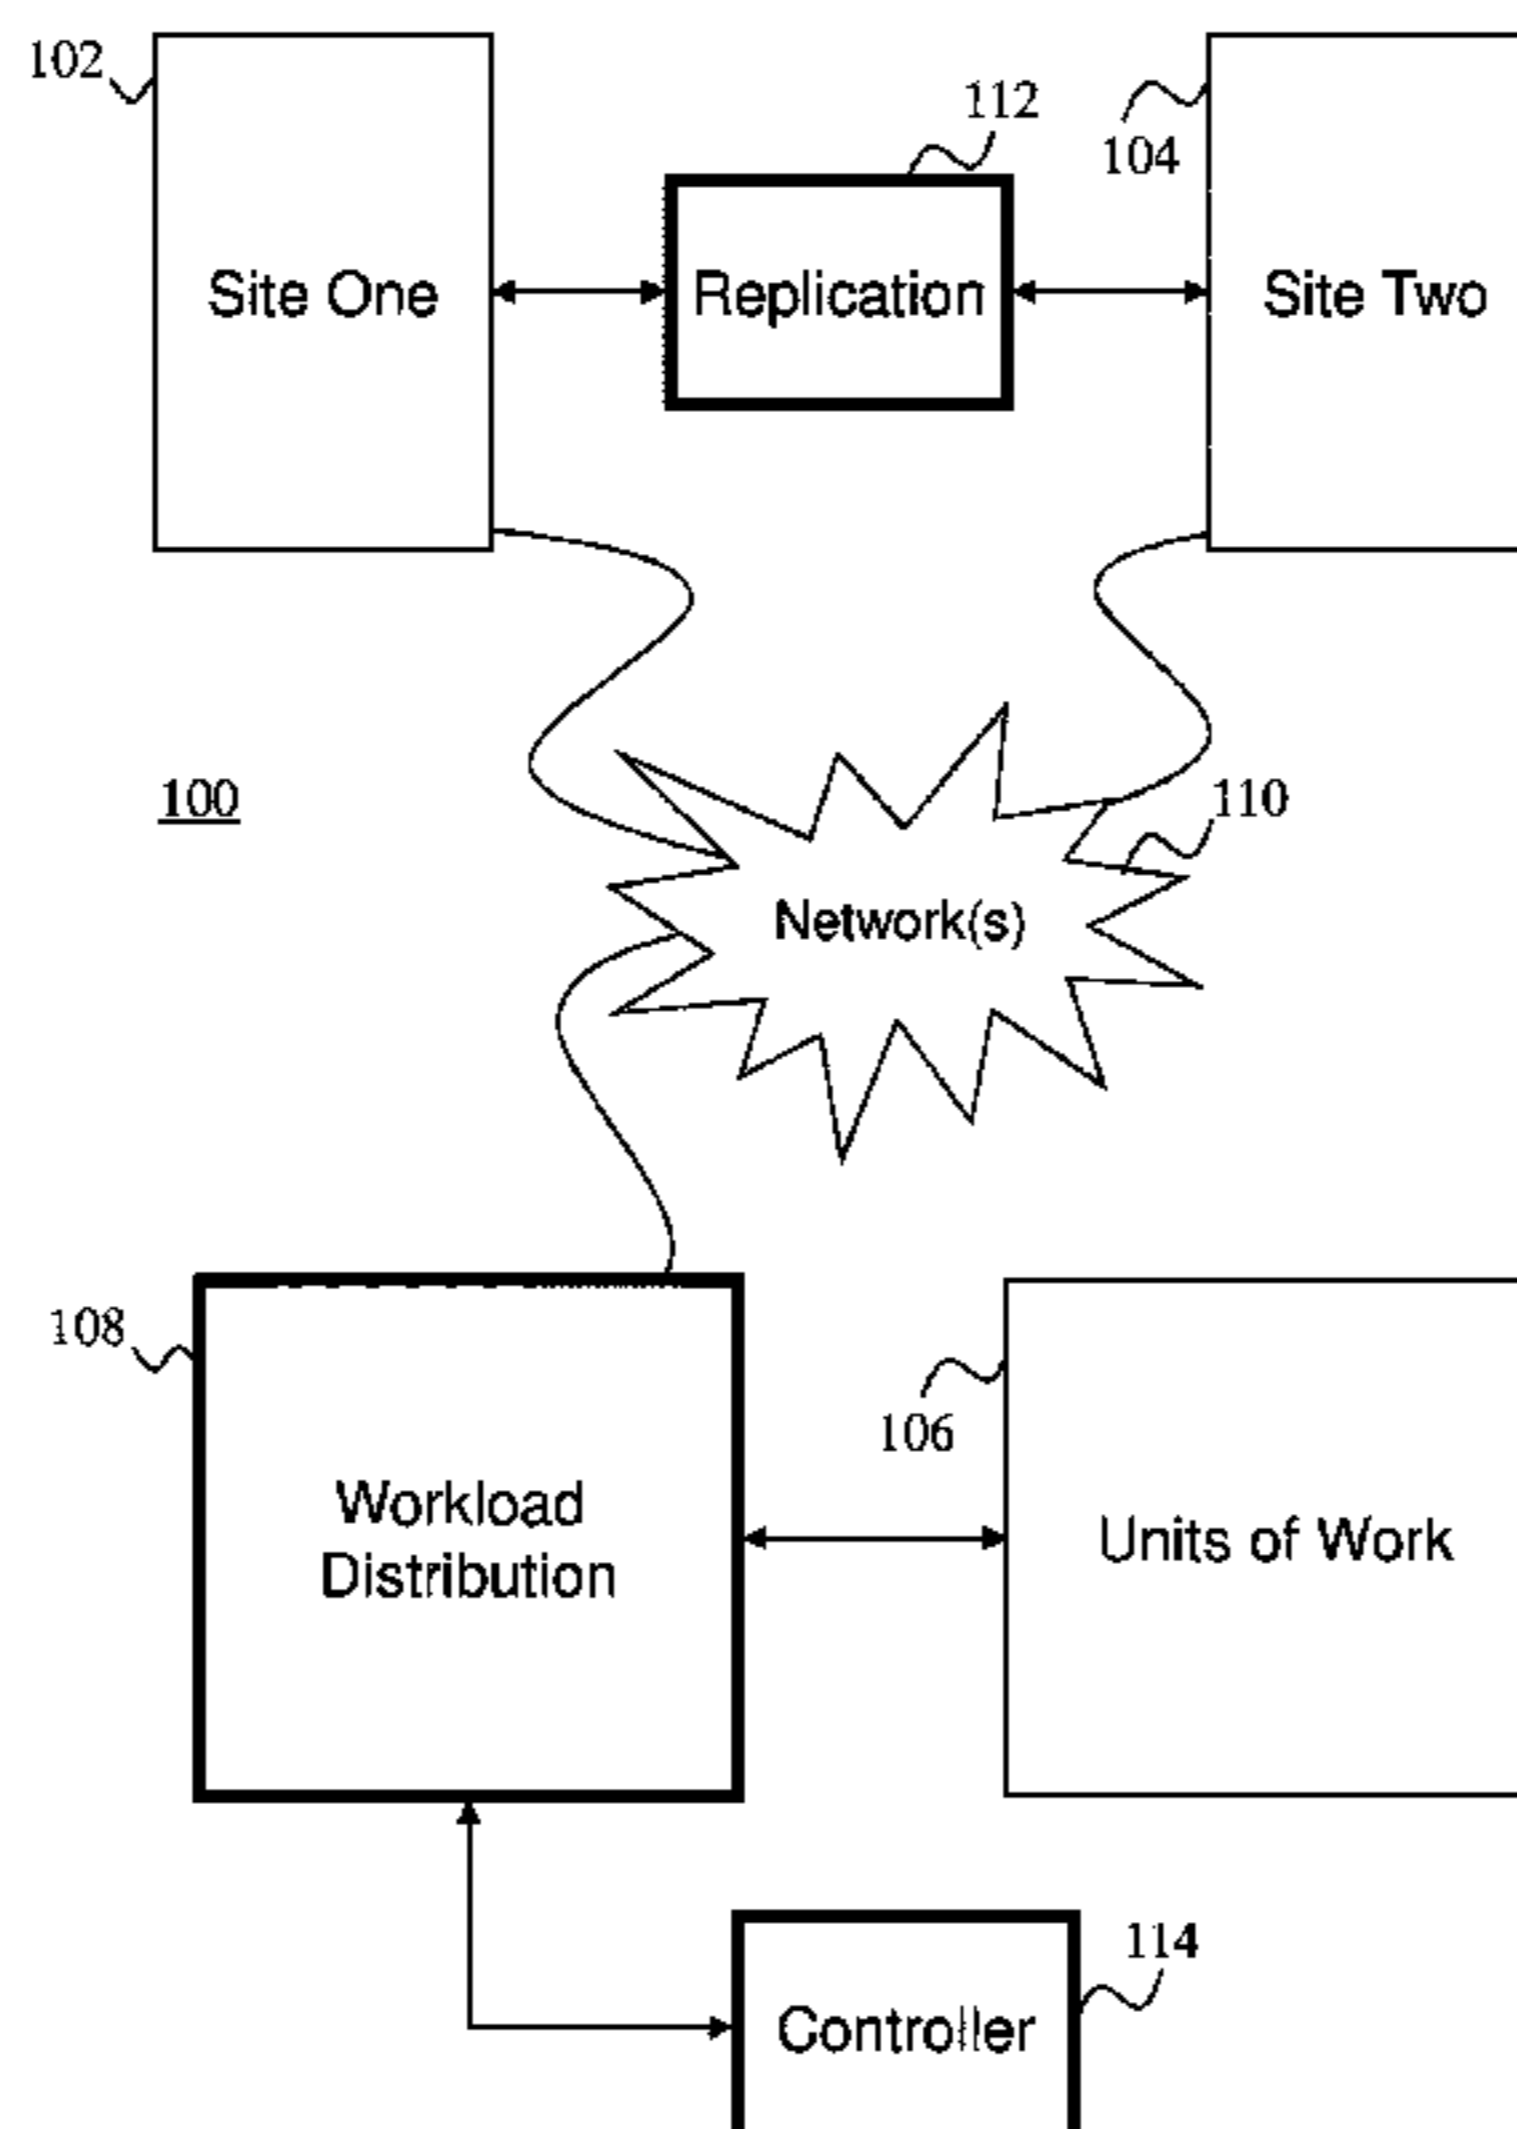 102
112
104
Site One
Replication
Site Two
100
110
Network(s)
108
106
Workload
Distribution
Units of Work
114
Controller